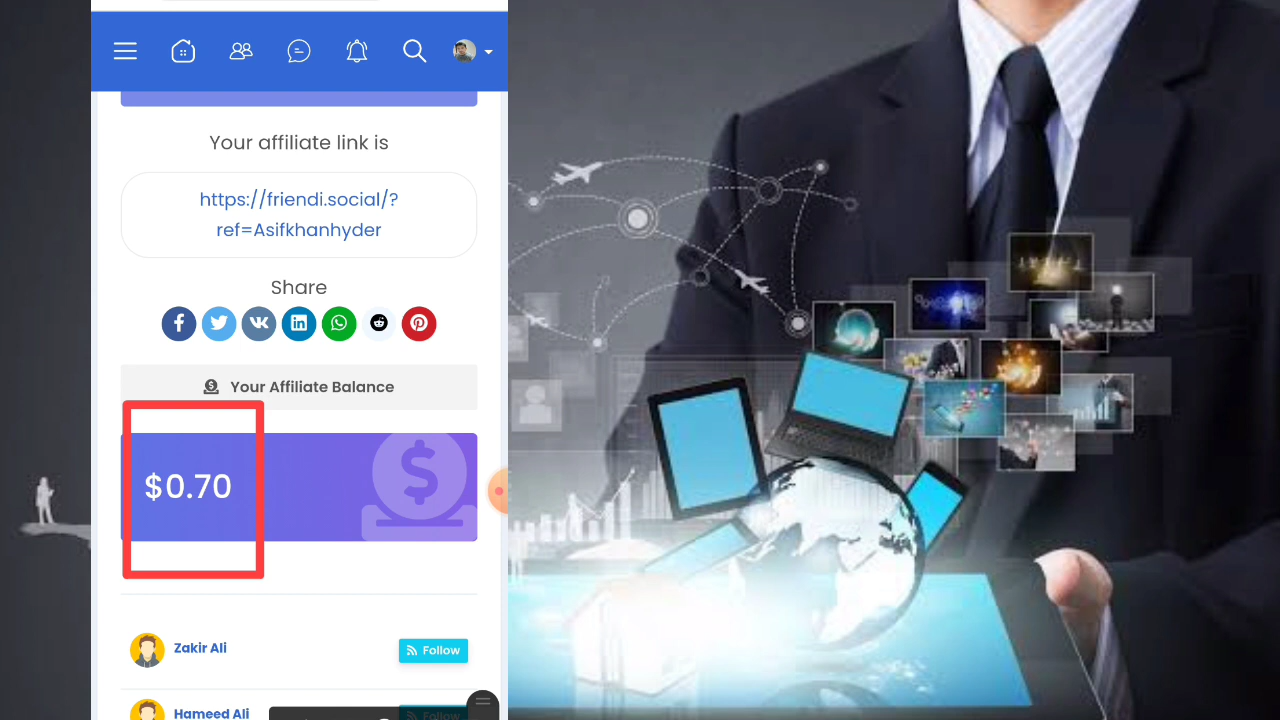 Your affiliate link is
https://friendi.social/?
ref=Asifkhanhyder
Share
Your Affiliate Balance
$0.70
Zakir Ali
Follow
Hameed Ali
Follow